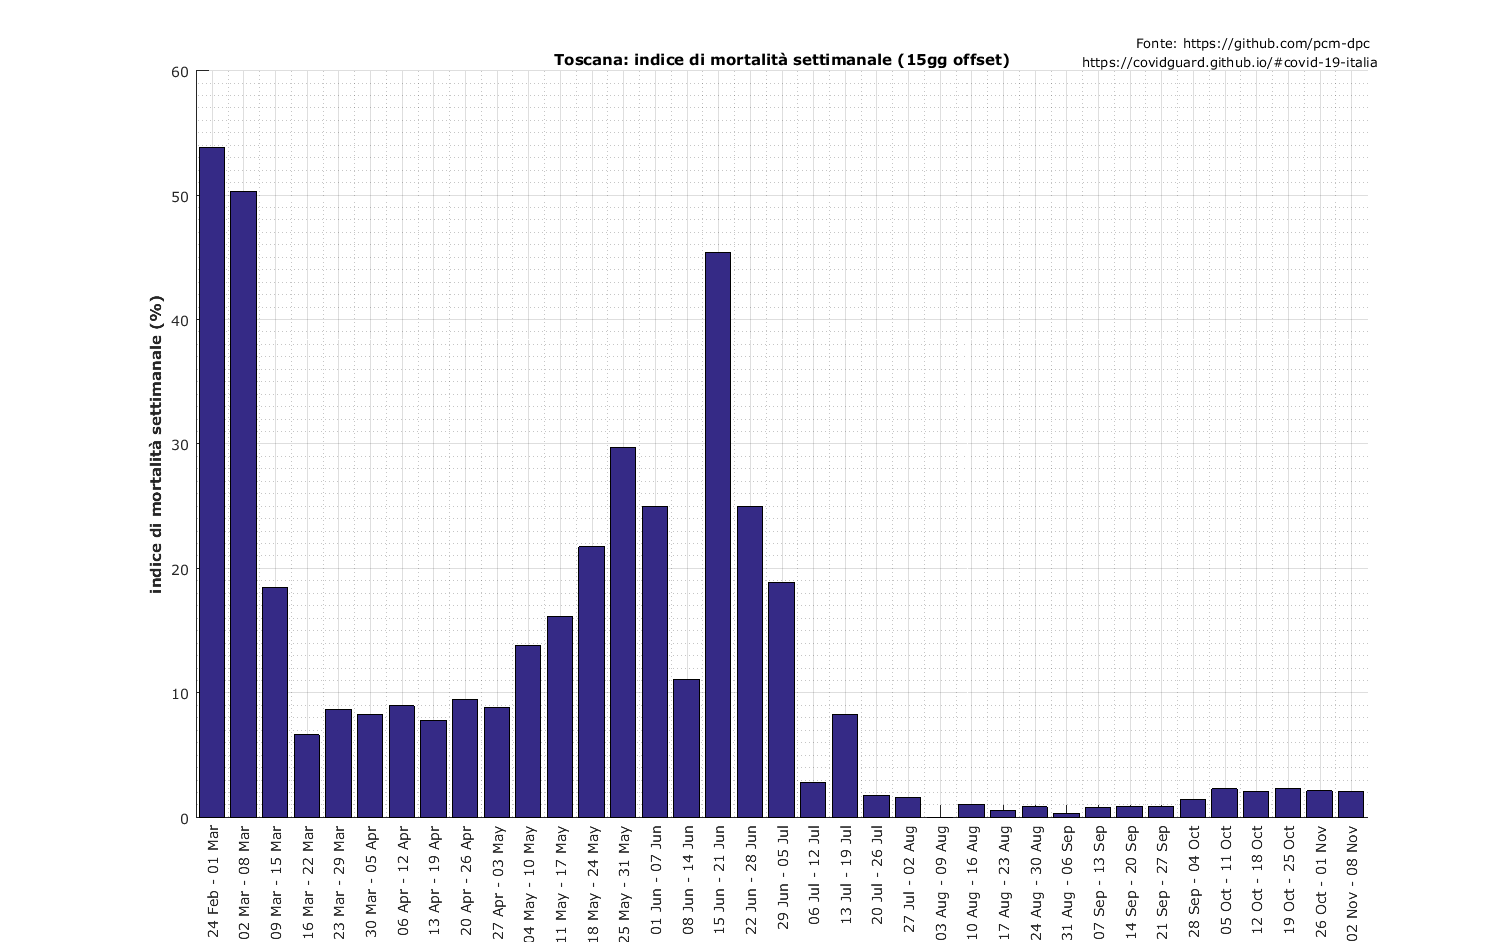 Fonte: https://github.com/pcm-dpc
Toscana: indice di mortalità settimanale (15gg offset)
https://covidguard.github.io/#covid-19-italia
indice di mortalità settimanale (%)
60
50
40
30
20
10
0
24 Feb - 01 Mar
02 Mar - 08 Mar
09 Mar - 15 Mar
16 Mar - 22 Mar
23 Mar - 29 Mar
30 Mar - 05 Apr
06 Apr - 12 Apr
13 Apr - 19 Apr
20 Apr - 26 Apr
27 Apr - 03 May
04 May - 10 May
11 May - 17 May
18 May - 24 May
25 May - 31 May
01 Jun - 07 Jun
08 Jun - 14 Jun
15 Jun - 21 Jun
22 Jun - 28 Jun
29 Jun - 05 Jul
06 Jul - 12 Jul
13 Jul - 19 Jul
20 Jul - 26 Jul
27 Jul - 02 Aug
03 Aug - 09 Aug
10 Aug - 16 Aug
17 Aug - 23 Aug
24 Aug - 30 Aug
31 Aug - 06 Sep
07 Sep - 13 Sep
14 Sep - 20 Sep
21 Sep - 27 Sep
28 Sep - 04 Oct
05 Oct - 11 Oct
12 Oct - 18 Oct
19 Oct - 25 Oct
26 Oct - 01 Nov
02 Nov - 08 Nov